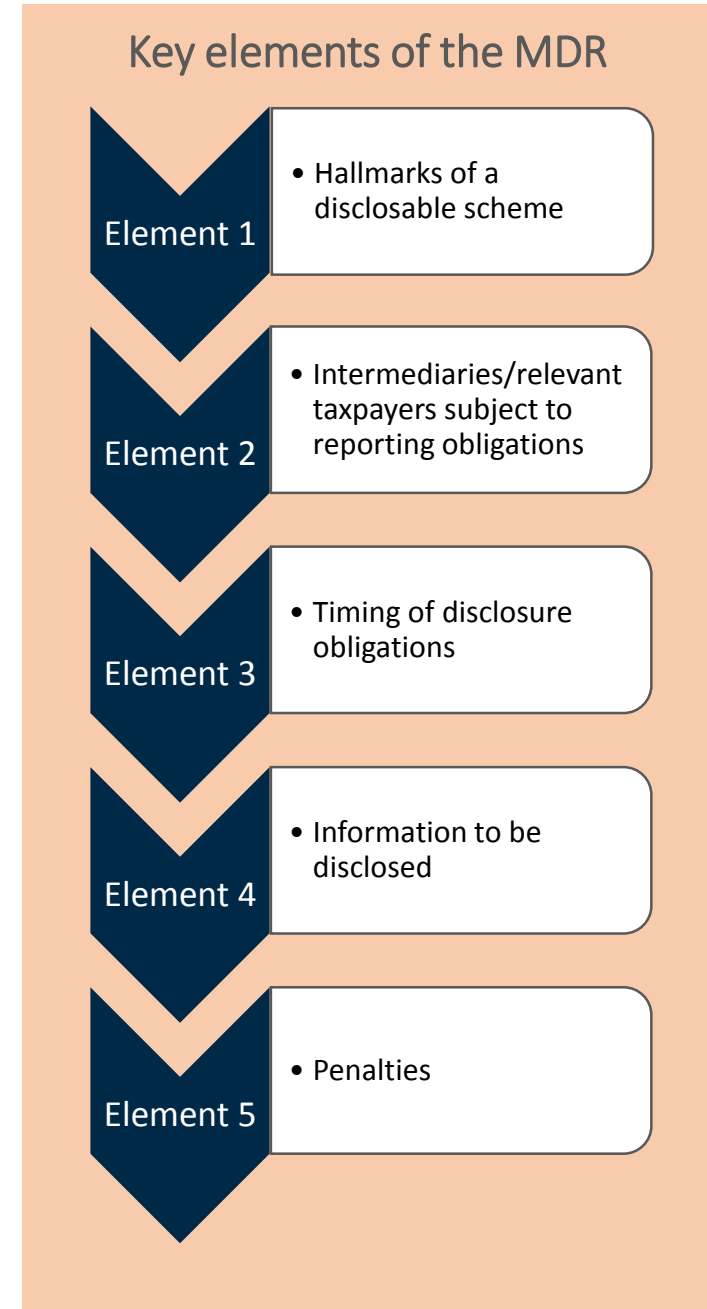 Key elements of the MDR
Element 1
• Hallmarks of a
disclosable scheme
Element 2
• Intermediaries/relevant
taxpayers subject to
reporting obligations
Element 3
• Timing of disclosure
obligations
Element 4
• Information to be
disclosed
Element 5
• Penalties